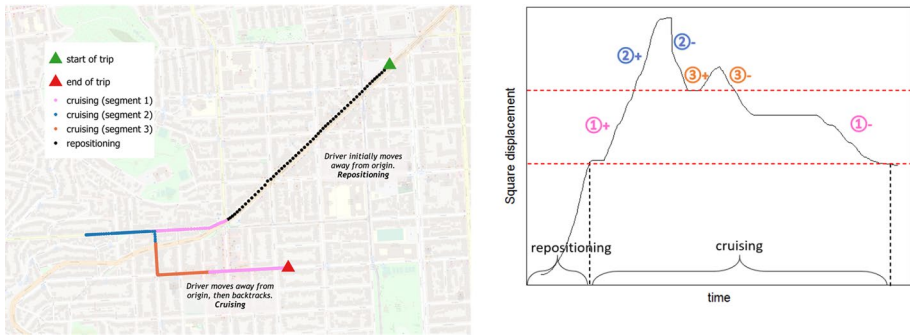 start of trip
end of trip
cruising (segment 1)
cruising (segment 2)
cruising (segment 3)
repositioning
Driver initially moves
away from origin.
Repositioning
Driver moves away from
origin, then backtracks.
Cruising
Square displacement
①+
②+
②-
③+
③-
①-
repositioning
cruising
time